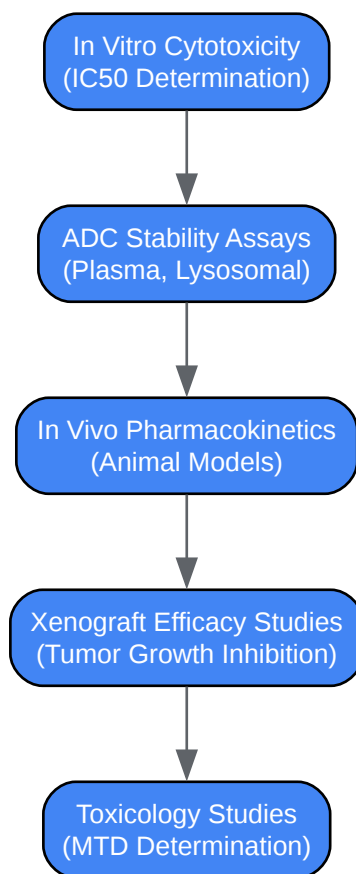 In Vitro Cytotoxicity
(IC50 Determination)
ADC Stability Assays
(Plasma, Lysosomal)
In Vivo Pharmacokinetics
(Animal Models)
Xenograft Efficacy Studies
(Tumor Growth Inhibition)
Toxicology Studies
(MTD Determination)